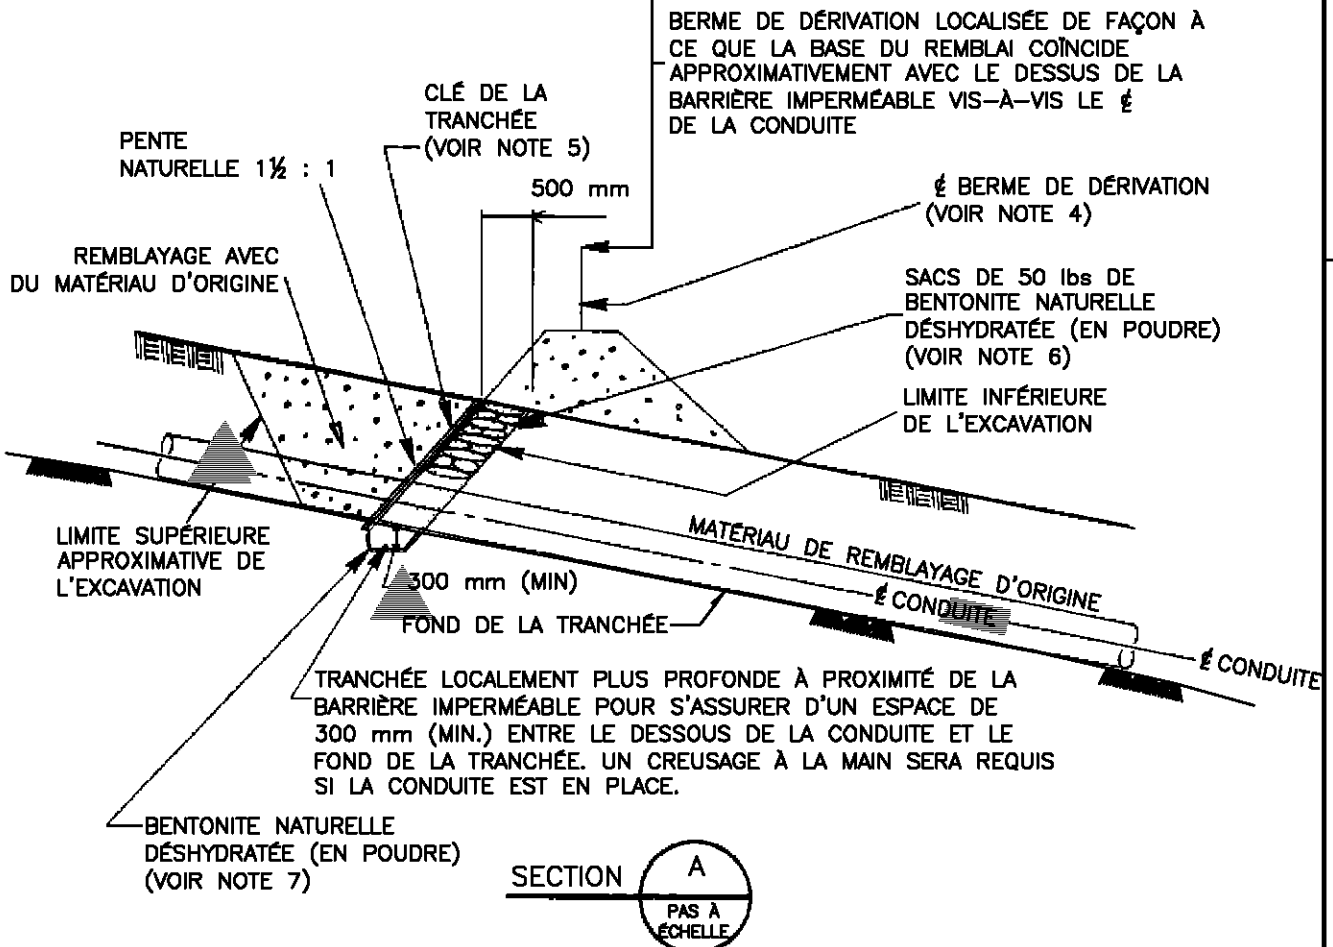 BERME DE DÉRIVATION LOCALISÉE DE FAÇON À
CE QUE LA BASE DU REMBLAI COÏNCIDE
APPROXIMATIVEMENT AVEC LE DESSUS DE LA
BARRIÈRE IMPERMÉABLE VIS-À-VIS LE ℄
DE LA CONDUITE
CLÉ DE LA
TRANCHÉE
(VOIR NOTE 5)
PENTE
NATURELLE 1½ : 1
500 mm
℄ BERME DE DÉRIVATION
(VOIR NOTE 4)
REMBLAYAGE AVEC
DU MATÉRIAU D'ORIGINE
SACS DE 50 lbs DE
BENTONITE NATURELLE
DÉSHYDRATÉE (EN POUDRE)
(VOIR NOTE 6)
LIMITE INFÉRIEURE
DE L'EXCAVATION
LIMITE SUPÉRIEURE
APPROXIMATIVE DE
L'EXCAVATION
MATÉRIAU DE REMBLAYAGE D'ORIGINE
300 mm (MIN)
℄ CONDUITE
FOND DE LA TRANCHÉE
℄ CONDUITE
TRANCHÉE LOCALEMENT PLUS PROFONDE À PROXIMITÉ DE LA
BARRIÈRE IMPERMÉABLE POUR S'ASSURER D'UN ESPACE DE
300 mm (MIN.) ENTRE LE DESSOUS DE LA CONDUITE ET LE
FOND DE LA TRANCHÉE. UN CREUSAGE À LA MAIN SERA REQUIS
SI LA CONDUITE EST EN PLACE.
BENTONITE NATURELLE
DÉSHYDRATÉE (EN POUDRE)
(VOIR NOTE 7)
SECTION
A
PAS À
ÉCHELLE